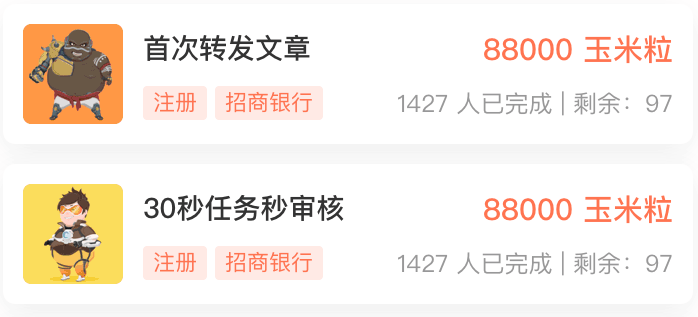 首次转发文章 88000 玉米粒
注册 招商银行 1427 人已完成 | 剩余：97
30秒任务秒审核 88000 玉米粒
注册 招商银行 1427 人已完成 | 剩余：97